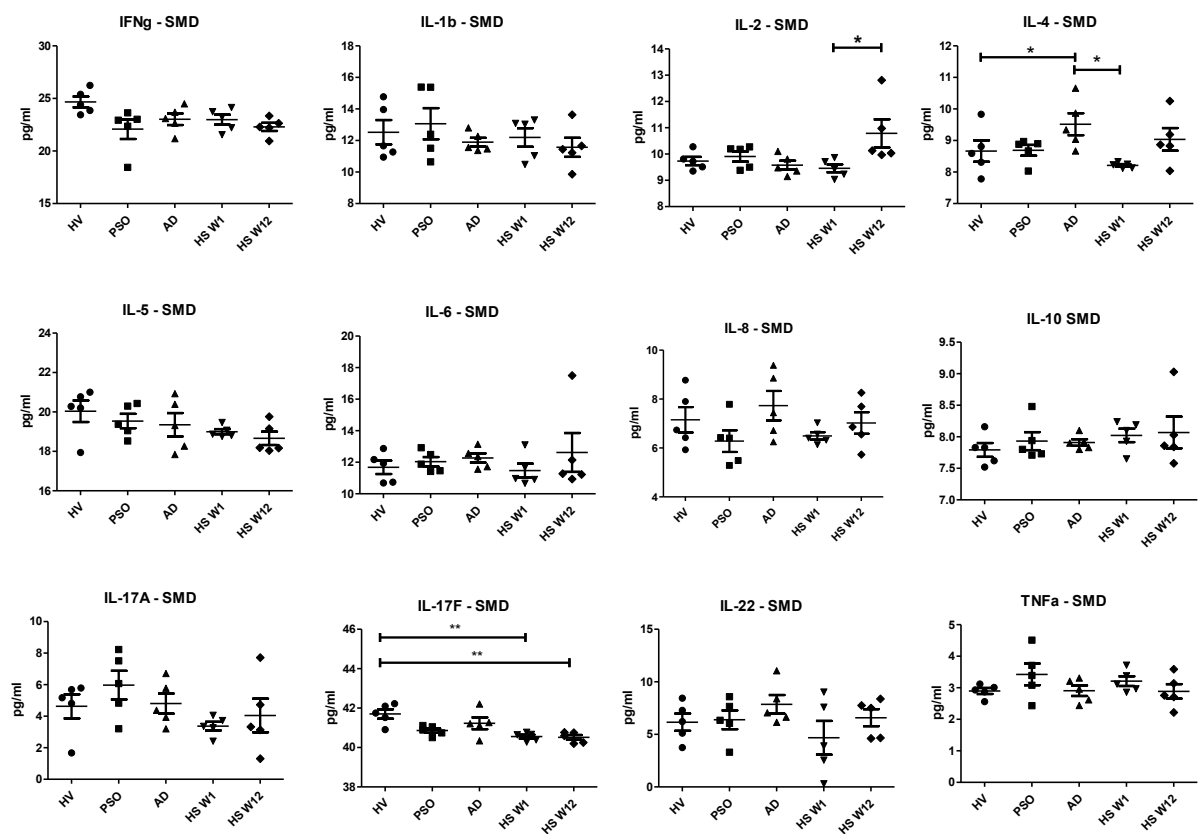 IFNg - SMD
30
25
20
15
pg/ml
HV
PSO
AD
HS W1
HS W12
IL-1b - SMD
18
16
14
12
10
8
6
pg/ml
HV
PSO
AD
HS W1
HS W12
IL-2 - SMD
14
13
12
11
10
9
8
pg/ml
*
HV
PSO
AD
HS W1
HS W12
IL-4 - SMD
12
11
10
9
8
7
pg/ml
*
*
HV
PSO
AD
HS W1
HS W12
IL-5 - SMD
24
22
20
18
16
pg/ml
HV
PSO
AD
HS W1
HS W12
IL-6 - SMD
20
18
16
14
12
10
pg/ml
HV
PSO
AD
HS W1
HS W12
IL-8 - SMD
10
8
6
4
pg/ml
HV
PSO
AD
HS W1
HS W12
IL-10 SMD
9.5
9.0
8.5
8.0
7.5
7.0
pg/ml
HV
PSO
AD
HS W1
HS W12
IL-17A - SMD
10
8
6
4
2
0
pg/ml
HV
PSO
AD
HS W1
HS W12
IL-17F - SMD
46
44
42
40
38
pg/ml
**
**
HV
PSO
AD
HS W1
HS W12
IL-22 - SMD
15
10
5
0
pg/ml
HV
PSO
AD
HS W1
HS W12
TNFa - SMD
5
4
3
2
1
0
pg/ml
HV
PSO
AD
HS W1
HS W12